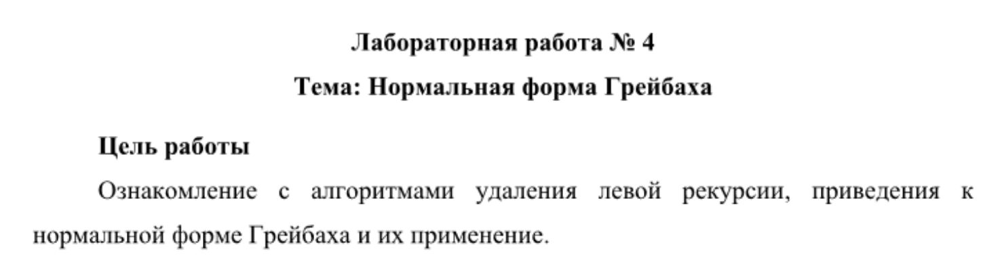 Лабораторная работа № 4
Тема: Нормальная форма Грейбаха
Цель работы
Ознакомление с алгоритмами удаления левой рекурсии, приведения к
нормальной форме Грейбаха и их применение.